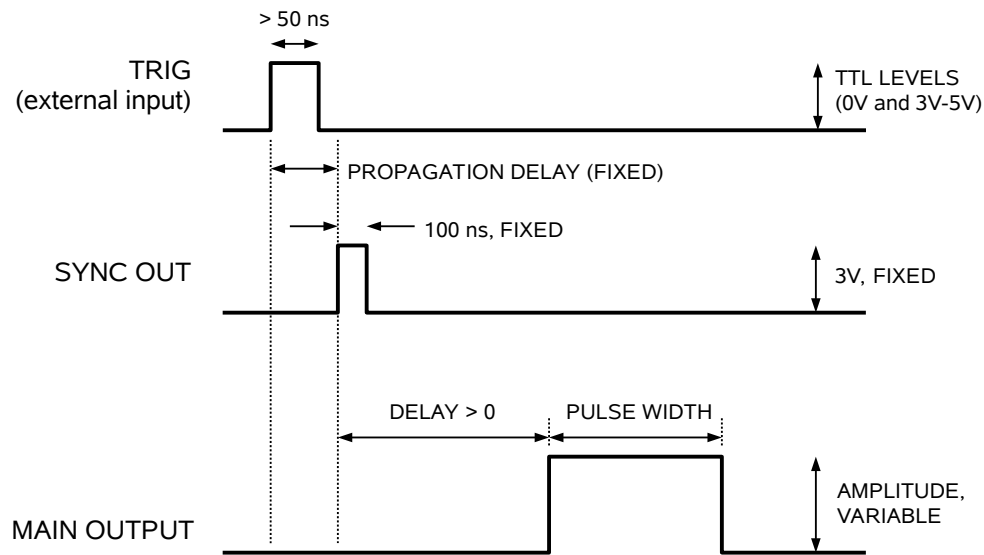 > 50 ns
TRIG
(external input)
TTL LEVELS
(0V and 3V-5V)
PROPAGATION DELAY (FIXED)
100 ns, FIXED
SYNC OUT
3V, FIXED
DELAY > 0
PULSE WIDTH
AMPLITUDE,
VARIABLE
MAIN OUTPUT